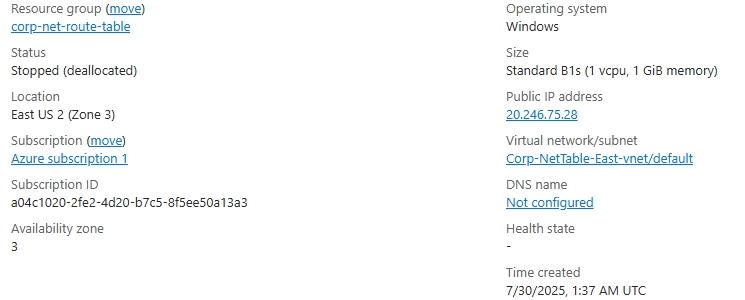 Resource group (move)
corp-net-route-table
Status
Stopped (deallocated)
Location
East US 2 (Zone 3)
Subscription (move)
Azure subscription 1
Subscription ID
a04c1020-2fe2-4d20-b7c5-8f5ee50a13a3
Availability zone
3
Operating system
Windows
Size
Standard B1s (1 vcpu, 1 GiB memory)
Public IP address
20.246.75.28
Virtual network/subnet
Corp-NetTable-East-vnet/default
DNS name
Not configured
Health state
-
Time created
7/30/2025, 1:37 AM UTC